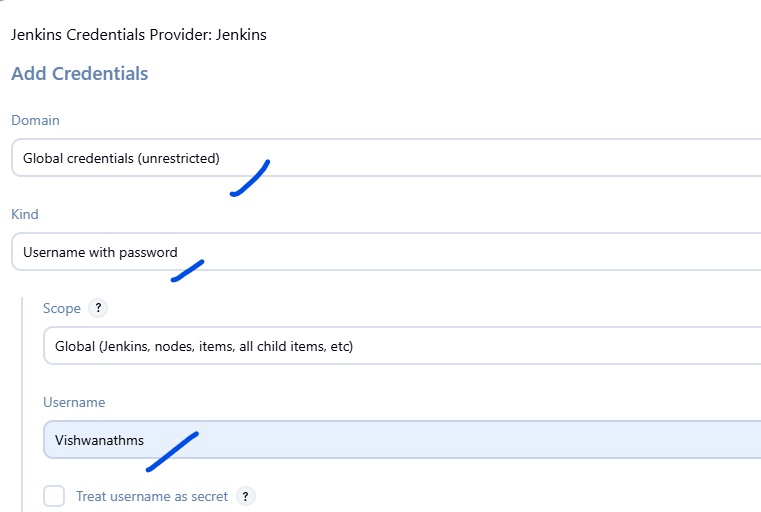 Jenkins Credentials Provider: Jenkins
Add Credentials
Domain
Global credentials (unrestricted)
Kind
Username with password
Scope ?
Global (Jenkins, nodes, items, all child items, etc)
Username
Vishwanathms
Treat username as secret ?